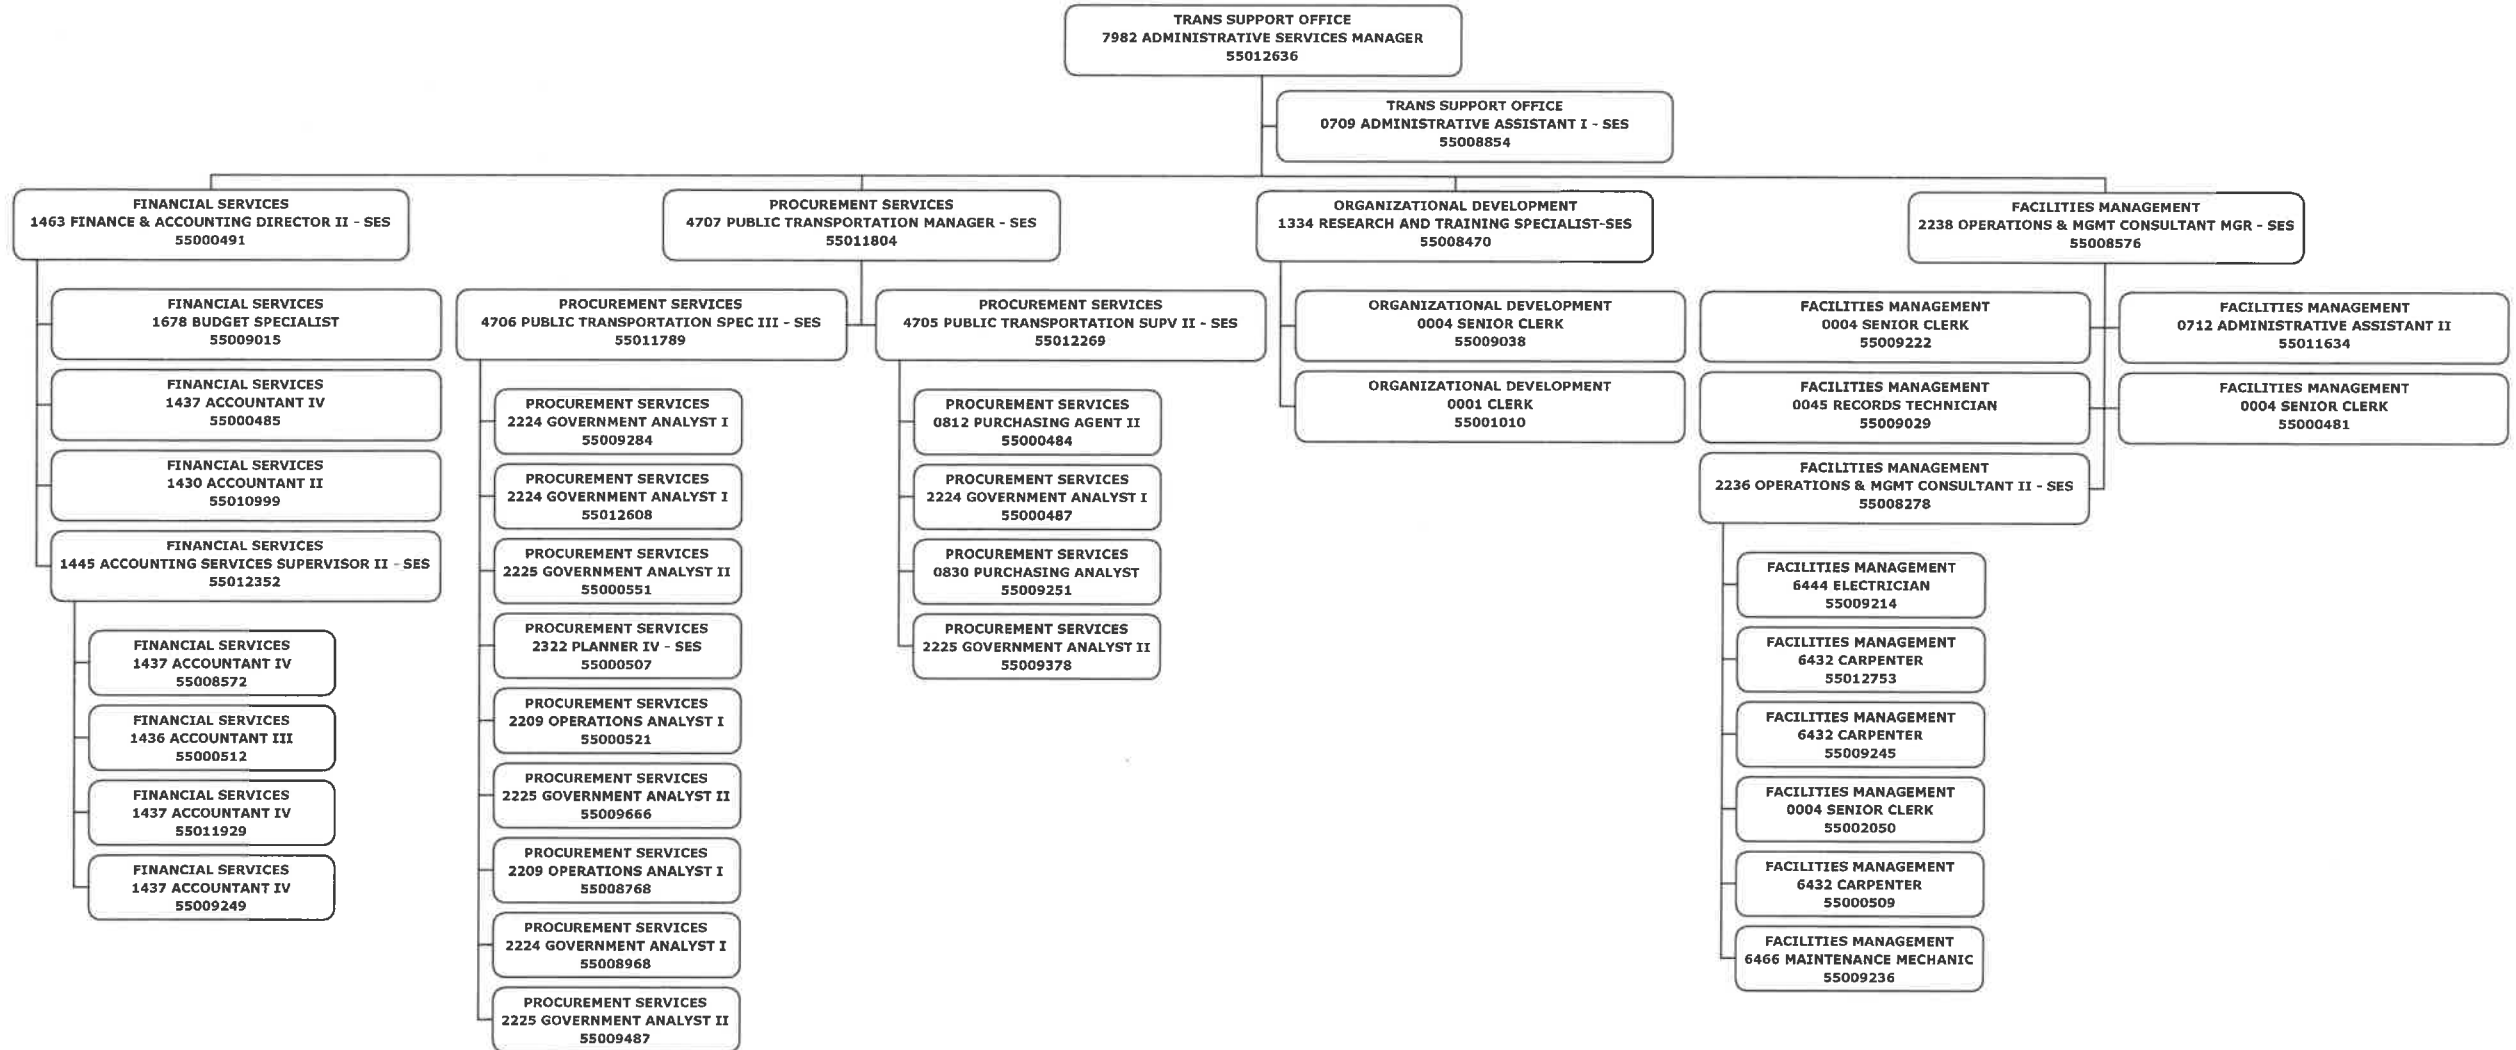 TRANS SUPPORT OFFICE
7982 ADMINISTRATIVE SERVICES MANAGER
55012636
TRANS SUPPORT OFFICE
0709 ADMINISTRATIVE ASSISTANT I - SES
55008854
FINANCIAL SERVICES
1463 FINANCE & ACCOUNTING DIRECTOR II - SES
55000491
FINANCIAL SERVICES
1678 BUDGET SPECIALIST
55009015
FINANCIAL SERVICES
1437 ACCOUNTANT IV
55000485
FINANCIAL SERVICES
1430 ACCOUNTANT II
55010999
FINANCIAL SERVICES
1445 ACCOUNTING SERVICES SUPERVISOR II - SES
55012352
FINANCIAL SERVICES
1437 ACCOUNTANT IV
55008572
FINANCIAL SERVICES
1436 ACCOUNTANT III
55000512
FINANCIAL SERVICES
1437 ACCOUNTANT IV
55011929
FINANCIAL SERVICES
1437 ACCOUNTANT IV
55009249
PROCUREMENT SERVICES
4707 PUBLIC TRANSPORTATION MANAGER - SES
55011804
PROCUREMENT SERVICES
4706 PUBLIC TRANSPORTATION SPEC III - SES
55011789
PROCUREMENT SERVICES
2224 GOVERNMENT ANALYST I
55009284
PROCUREMENT SERVICES
2224 GOVERNMENT ANALYST I
55012608
PROCUREMENT SERVICES
2225 GOVERNMENT ANALYST II
55000551
PROCUREMENT SERVICES
2322 PLANNER IV - SES
55000507
PROCUREMENT SERVICES
2209 OPERATIONS ANALYST I
55000521
PROCUREMENT SERVICES
2225 GOVERNMENT ANALYST II
55009666
PROCUREMENT SERVICES
2209 OPERATIONS ANALYST I
55008768
PROCUREMENT SERVICES
2224 GOVERNMENT ANALYST I
55008968
PROCUREMENT SERVICES
2225 GOVERNMENT ANALYST II
55009487
PROCUREMENT SERVICES
4705 PUBLIC TRANSPORTATION SUPV II - SES
55012269
PROCUREMENT SERVICES
0812 PURCHASING AGENT II
55000484
PROCUREMENT SERVICES
2224 GOVERNMENT ANALYST I
55000487
PROCUREMENT SERVICES
0830 PURCHASING ANALYST
55009251
PROCUREMENT SERVICES
2225 GOVERNMENT ANALYST II
55009378
ORGANIZATIONAL DEVELOPMENT
1334 RESEARCH AND TRAINING SPECIALIST-SES
55008470
ORGANIZATIONAL DEVELOPMENT
0004 SENIOR CLERK
55009038
ORGANIZATIONAL DEVELOPMENT
0001 CLERK
55001010
FACILITIES MANAGEMENT
2238 OPERATIONS & MGMT CONSULTANT MGR - SES
55008576
FACILITIES MANAGEMENT
0004 SENIOR CLERK
55009222
FACILITIES MANAGEMENT
0712 ADMINISTRATIVE ASSISTANT II
55011634
FACILITIES MANAGEMENT
0045 RECORDS TECHNICIAN
55009029
FACILITIES MANAGEMENT
0004 SENIOR CLERK
55000481
FACILITIES MANAGEMENT
2236 OPERATIONS & MGMT CONSULTANT II - SES
55008278
FACILITIES MANAGEMENT
6444 ELECTRICIAN
55009214
FACILITIES MANAGEMENT
6432 CARPENTER
55012753
FACILITIES MANAGEMENT
6432 CARPENTER
55009245
FACILITIES MANAGEMENT
0004 SENIOR CLERK
55002050
FACILITIES MANAGEMENT
6432 CARPENTER
55000509
FACILITIES MANAGEMENT
6466 MAINTENANCE MECHANIC
55009236